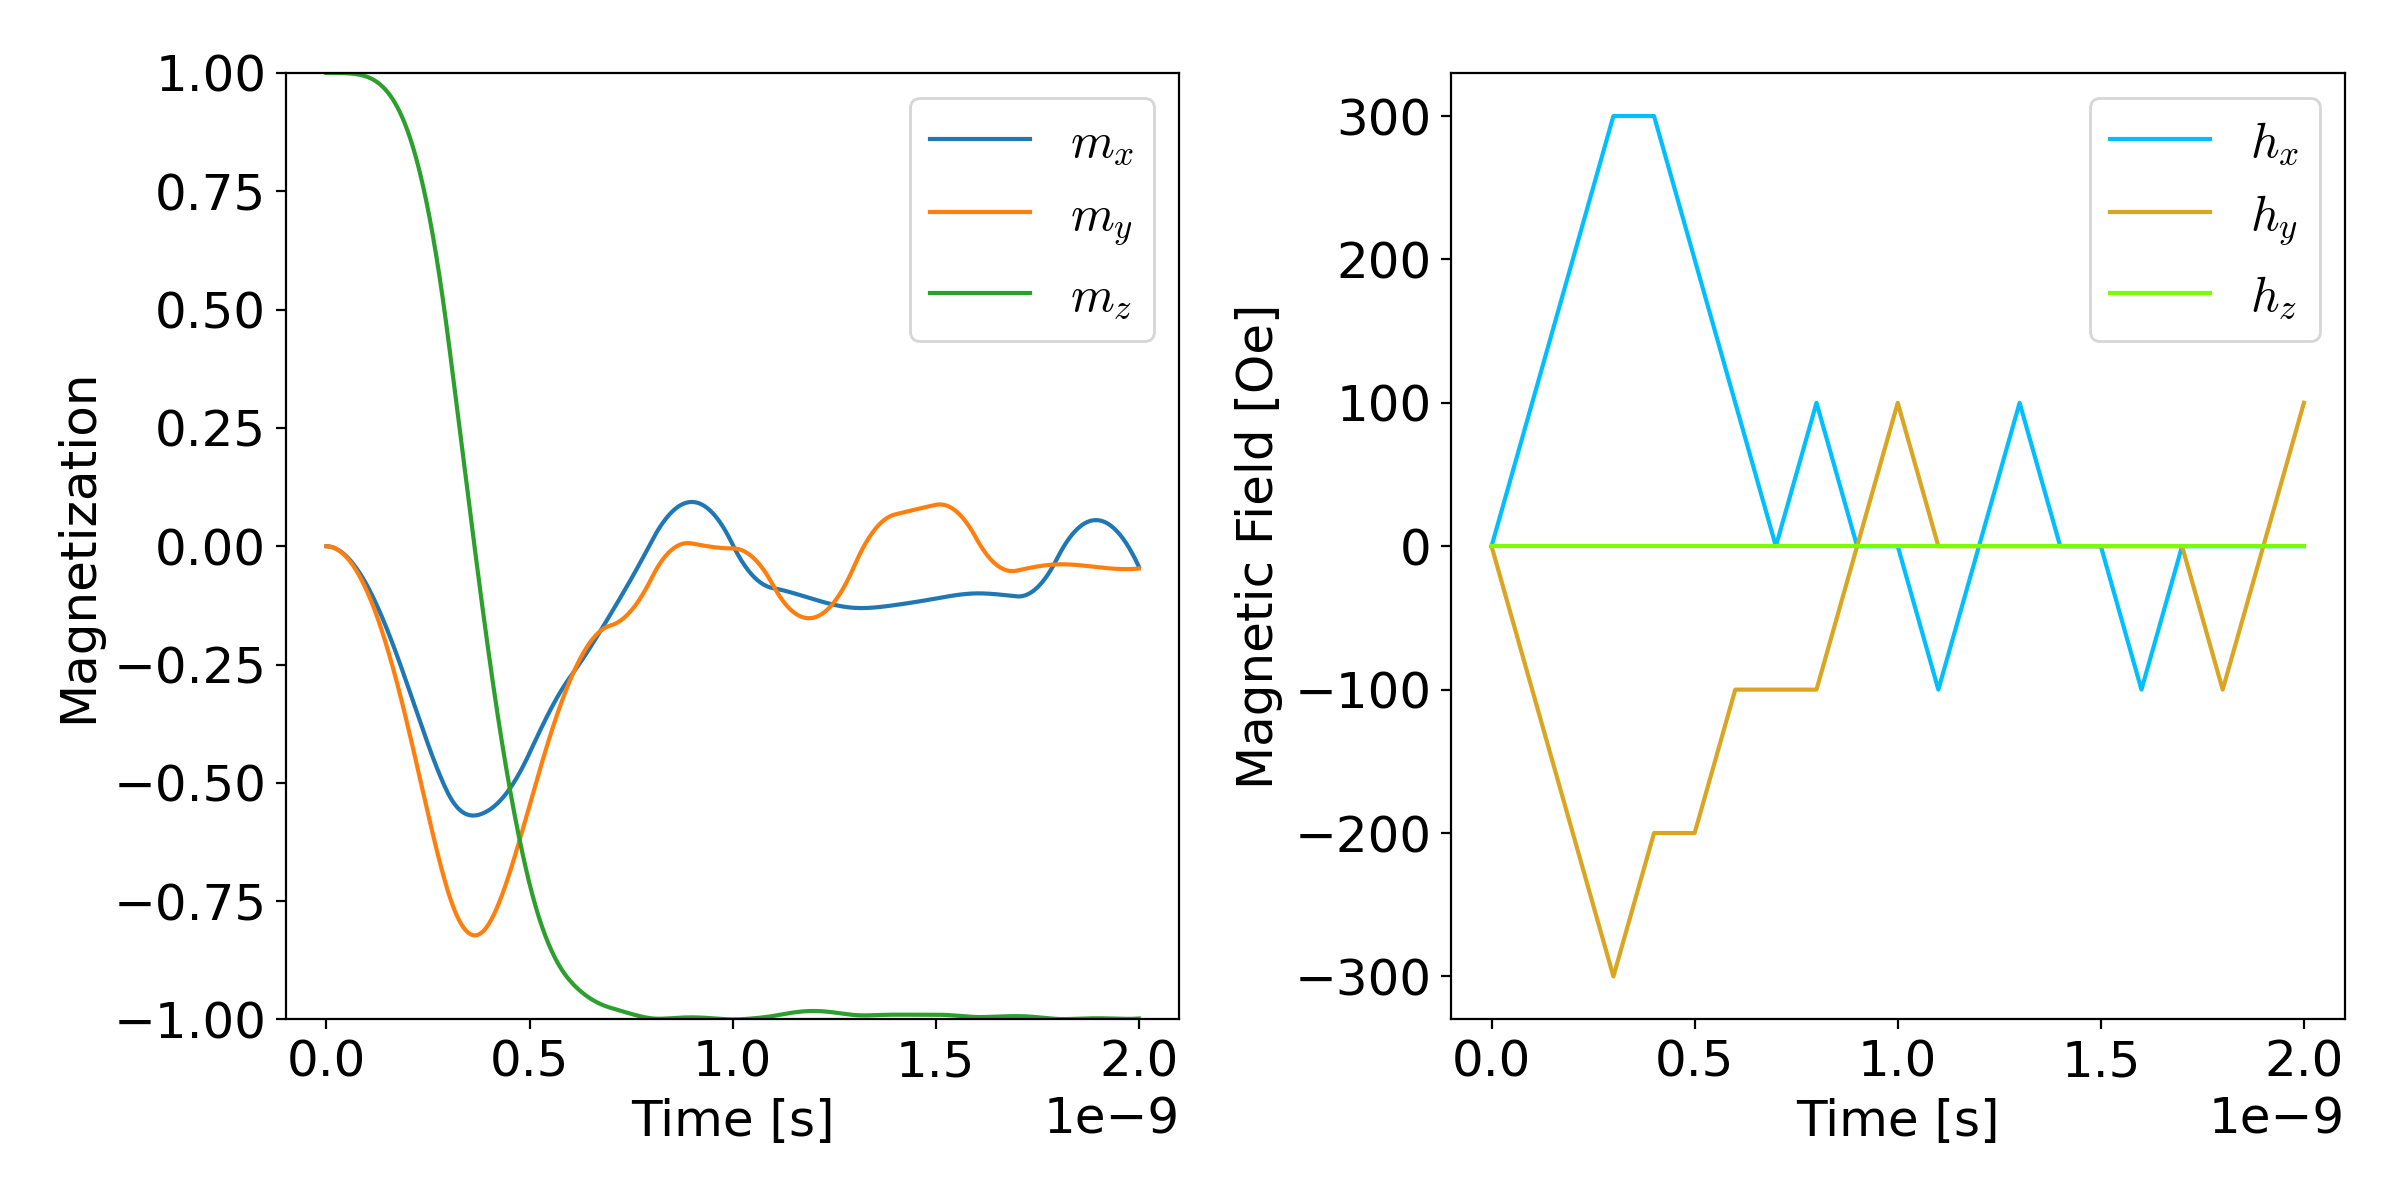 Magnetization
1.00
0.75
0.50
0.25
0.00
−0.25
−0.50
−0.75
−1.00
0.0 0.5 1.0 1.5 2.0
Time [s]
1e−9
m_x
m_y
m_z
Magnetic Field [Oe]
300
200
100
0
−100
−200
−300
0.0 0.5 1.0 1.5 2.0
Time [s]
1e−9
h_x
h_y
h_z